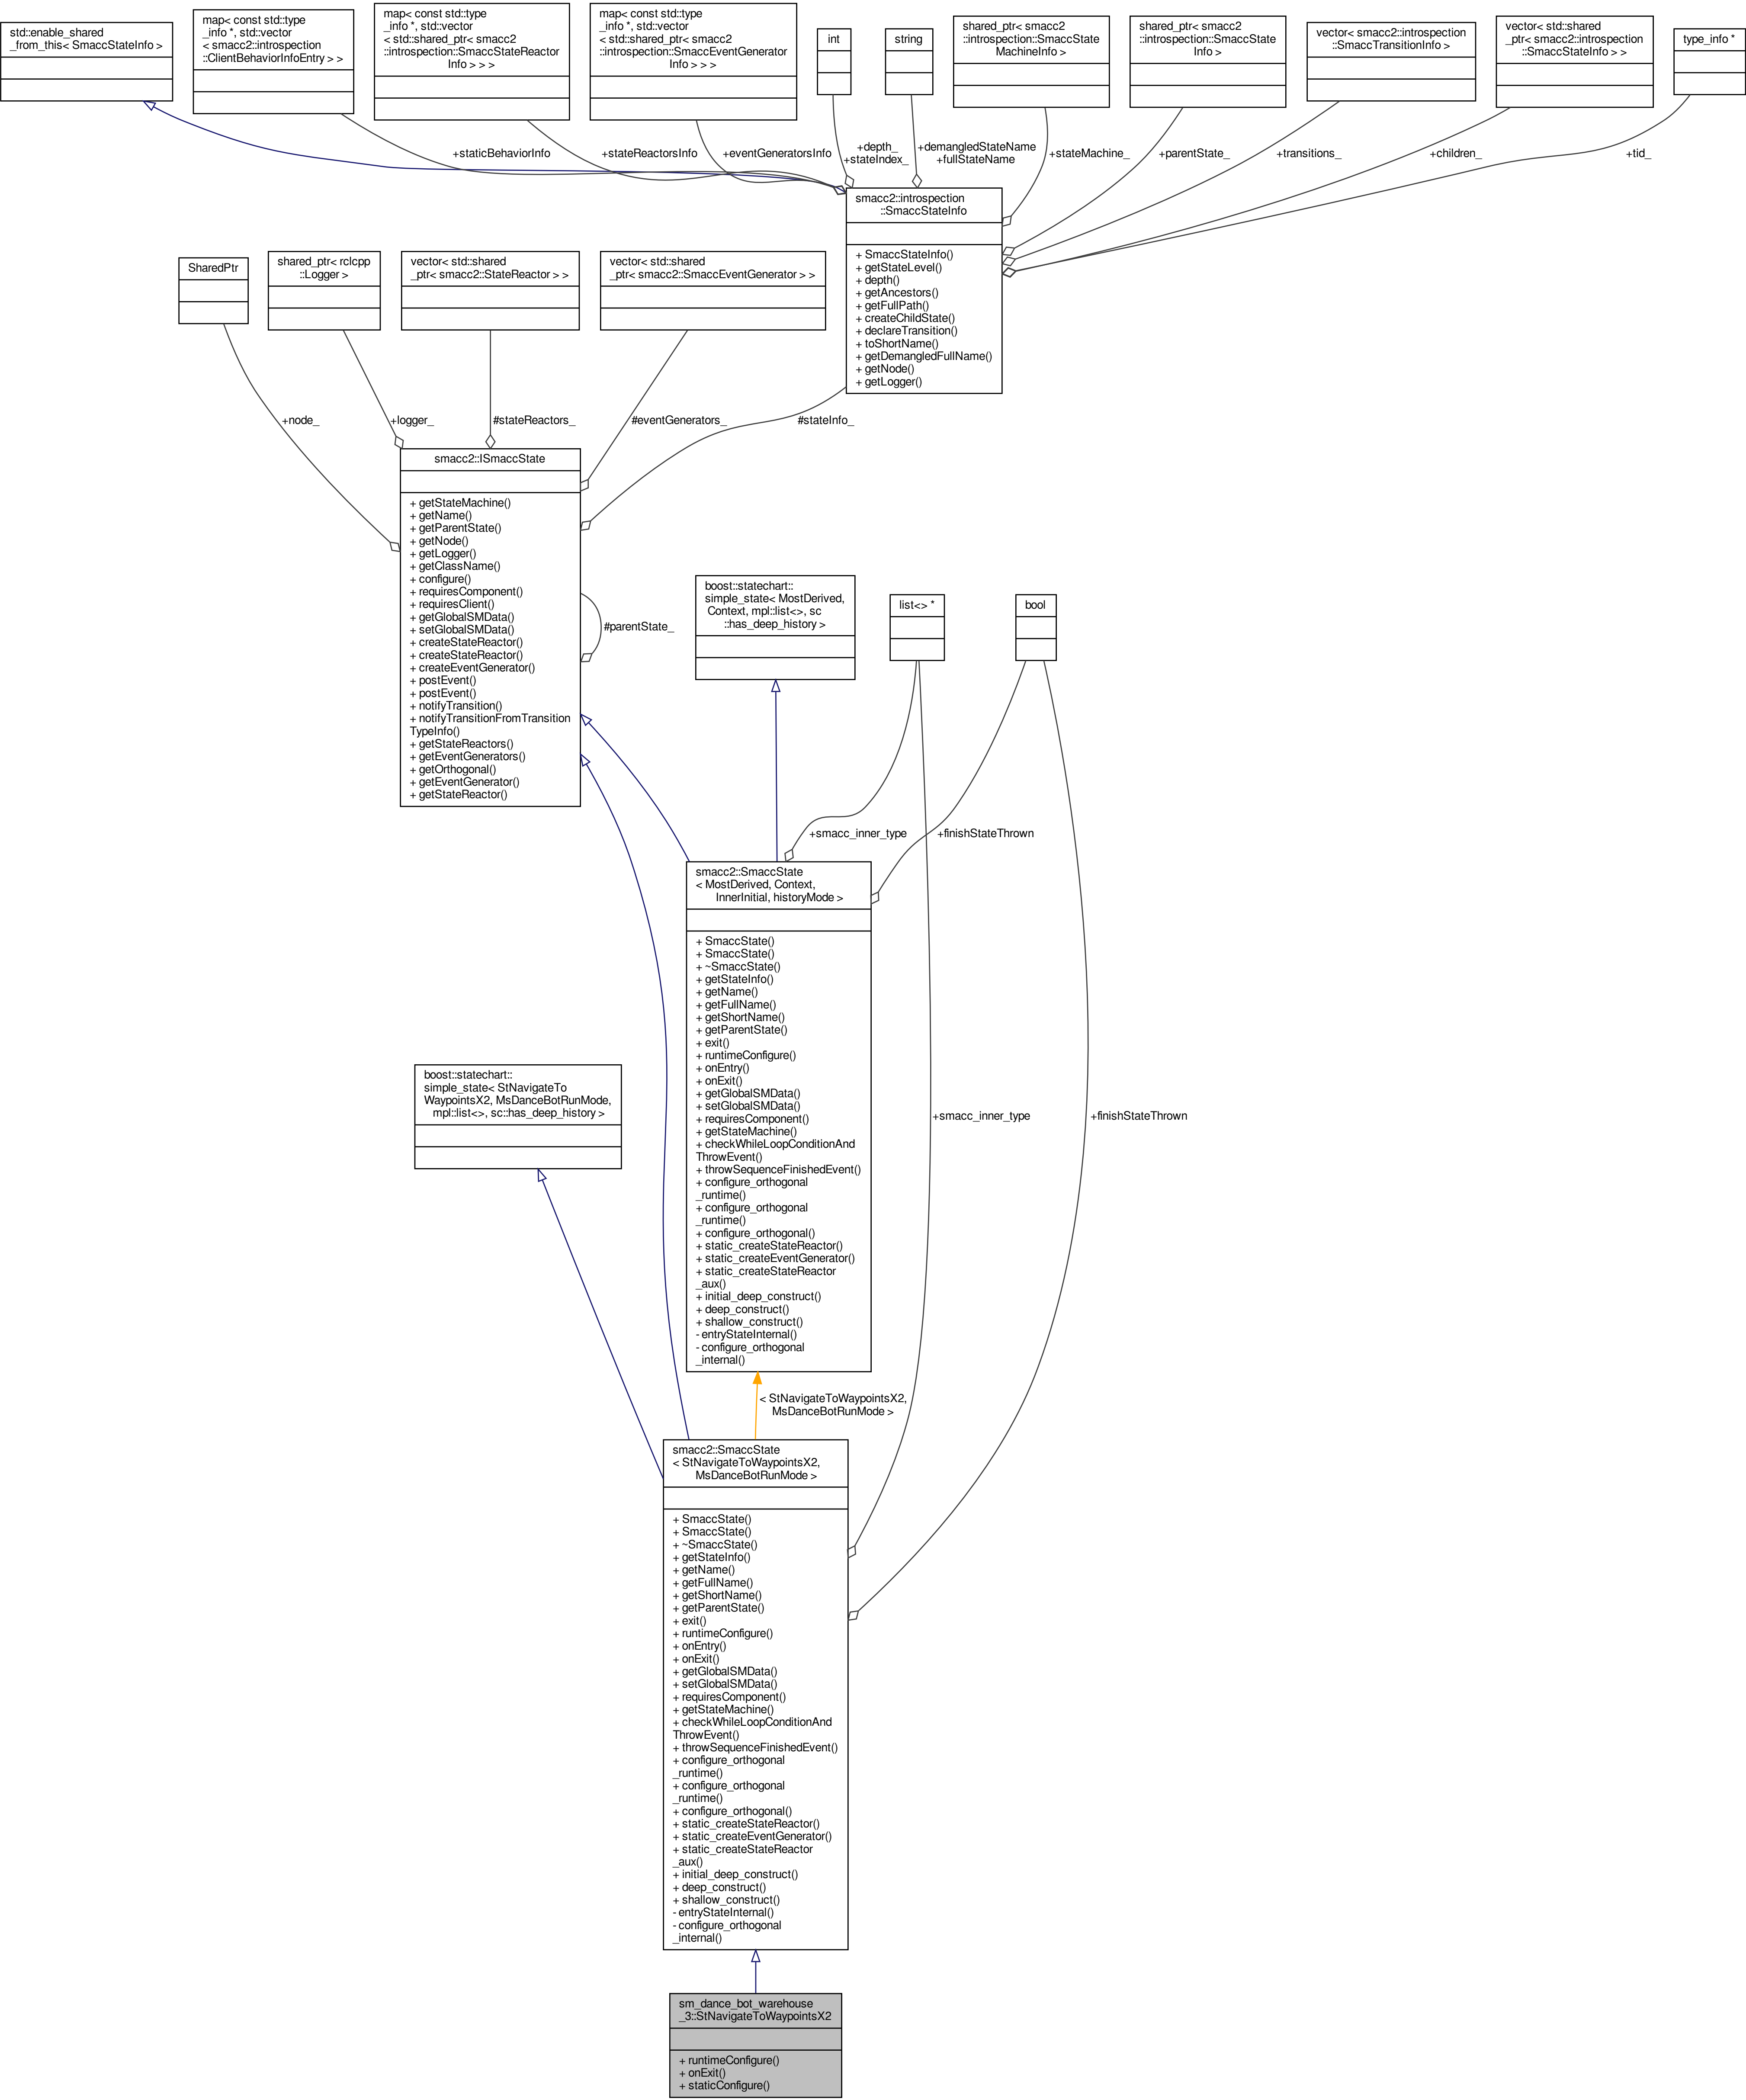 std::enable_shared
_from_this< SmaccStateInfo >
map< const std::type
_info *, std::vector
< smacc2::introspection
::ClientBehaviorInfoEntry > >
map< const std::type
_info *, std::vector
< std::shared_ptr< smacc2
::introspection::SmaccStateReactor
Info > > >
map< const std::type
_info *, std::vector
< std::shared_ptr< smacc2
::introspection::SmaccEventGenerator
Info > > >
int
string
shared_ptr< smacc2
::introspection::SmaccState
MachineInfo >
shared_ptr< smacc2
::introspection::SmaccState
Info >
vector< smacc2::introspection
::SmaccTransitionInfo >
vector< std::shared
_ptr< smacc2::introspection
::SmaccStateInfo > >
type_info *
+staticBehaviorInfo
+stateReactorsInfo
+eventGeneratorsInfo
+depth_
+stateIndex_
+demangledStateName
+fullStateName
+stateMachine_
+parentState_
+transitions_
+children_
+tid_
smacc2::introspection
::SmaccStateInfo
+ SmaccStateInfo()
+ getStateLevel()
+ depth()
+ getAncestors()
+ getFullPath()
+ createChildState()
+ declareTransition()
+ toShortName()
+ getDemangledFullName()
+ getNode()
+ getLogger()
SharedPtr
shared_ptr< rclcpp
::Logger >
vector< std::shared
_ptr< smacc2::StateReactor > >
vector< std::shared
_ptr< smacc2::SmaccEventGenerator > >
+node_
+logger_
#stateReactors_
#eventGenerators_
#stateInfo_
smacc2::ISmaccState
+ getStateMachine()
+ getName()
+ getParentState()
+ getNode()
+ getLogger()
+ getClassName()
+ configure()
+ requiresComponent()
+ requiresClient()
+ getGlobalSMData()
+ setGlobalSMData()
+ createStateReactor()
+ createStateReactor()
+ createEventGenerator()
+ postEvent()
+ postEvent()
+ notifyTransition()
+ notifyTransitionFromTransition
TypeInfo()
+ getStateReactors()
+ getEventGenerators()
+ getOrthogonal()
+ getEventGenerator()
+ getStateReactor()
#parentState_
boost::statechart::
simple_state< MostDerived,
Context, mpl::list<>, sc
::has_deep_history >
list<> *
bool
+smacc_inner_type
+finishStateThrown
smacc2::SmaccState
< MostDerived, Context,
InnerInitial, historyMode >
+ SmaccState()
+ SmaccState()
+ ~SmaccState()
+ getStateInfo()
+ getName()
+ getFullName()
+ getShortName()
+ getParentState()
+ exit()
+ runtimeConfigure()
+ onEntry()
+ onExit()
+ getGlobalSMData()
+ setGlobalSMData()
+ requiresComponent()
+ getStateMachine()
+ checkWhileLoopConditionAnd
ThrowEvent()
+ throwSequenceFinishedEvent()
+ configure_orthogonal
_runtime()
+ configure_orthogonal
_runtime()
+ configure_orthogonal()
+ static_createStateReactor()
+ static_createEventGenerator()
+ static_createStateReactor
_aux()
+ initial_deep_construct()
+ deep_construct()
+ shallow_construct()
- entryStateInternal()
- configure_orthogonal
_internal()
boost::statechart::
simple_state< StNavigateTo
WaypointsX2, MsDanceBotRunMode,
mpl::list<>, sc::has_deep_history >
+smacc_inner_type
+finishStateThrown
< StNavigateToWaypointsX2,
MsDanceBotRunMode >
smacc2::SmaccState
< StNavigateToWaypointsX2,
MsDanceBotRunMode >
+ SmaccState()
+ SmaccState()
+ ~SmaccState()
+ getStateInfo()
+ getName()
+ getFullName()
+ getShortName()
+ getParentState()
+ exit()
+ runtimeConfigure()
+ onEntry()
+ onExit()
+ getGlobalSMData()
+ setGlobalSMData()
+ requiresComponent()
+ getStateMachine()
+ checkWhileLoopConditionAnd
ThrowEvent()
+ throwSequenceFinishedEvent()
+ configure_orthogonal
_runtime()
+ configure_orthogonal
_runtime()
+ configure_orthogonal()
+ static_createStateReactor()
+ static_createEventGenerator()
+ static_createStateReactor
_aux()
+ initial_deep_construct()
+ deep_construct()
+ shallow_construct()
- entryStateInternal()
- configure_orthogonal
_internal()
sm_dance_bot_warehouse
_3::StNavigateToWaypointsX2
+ runtimeConfigure()
+ onExit()
+ staticConfigure()